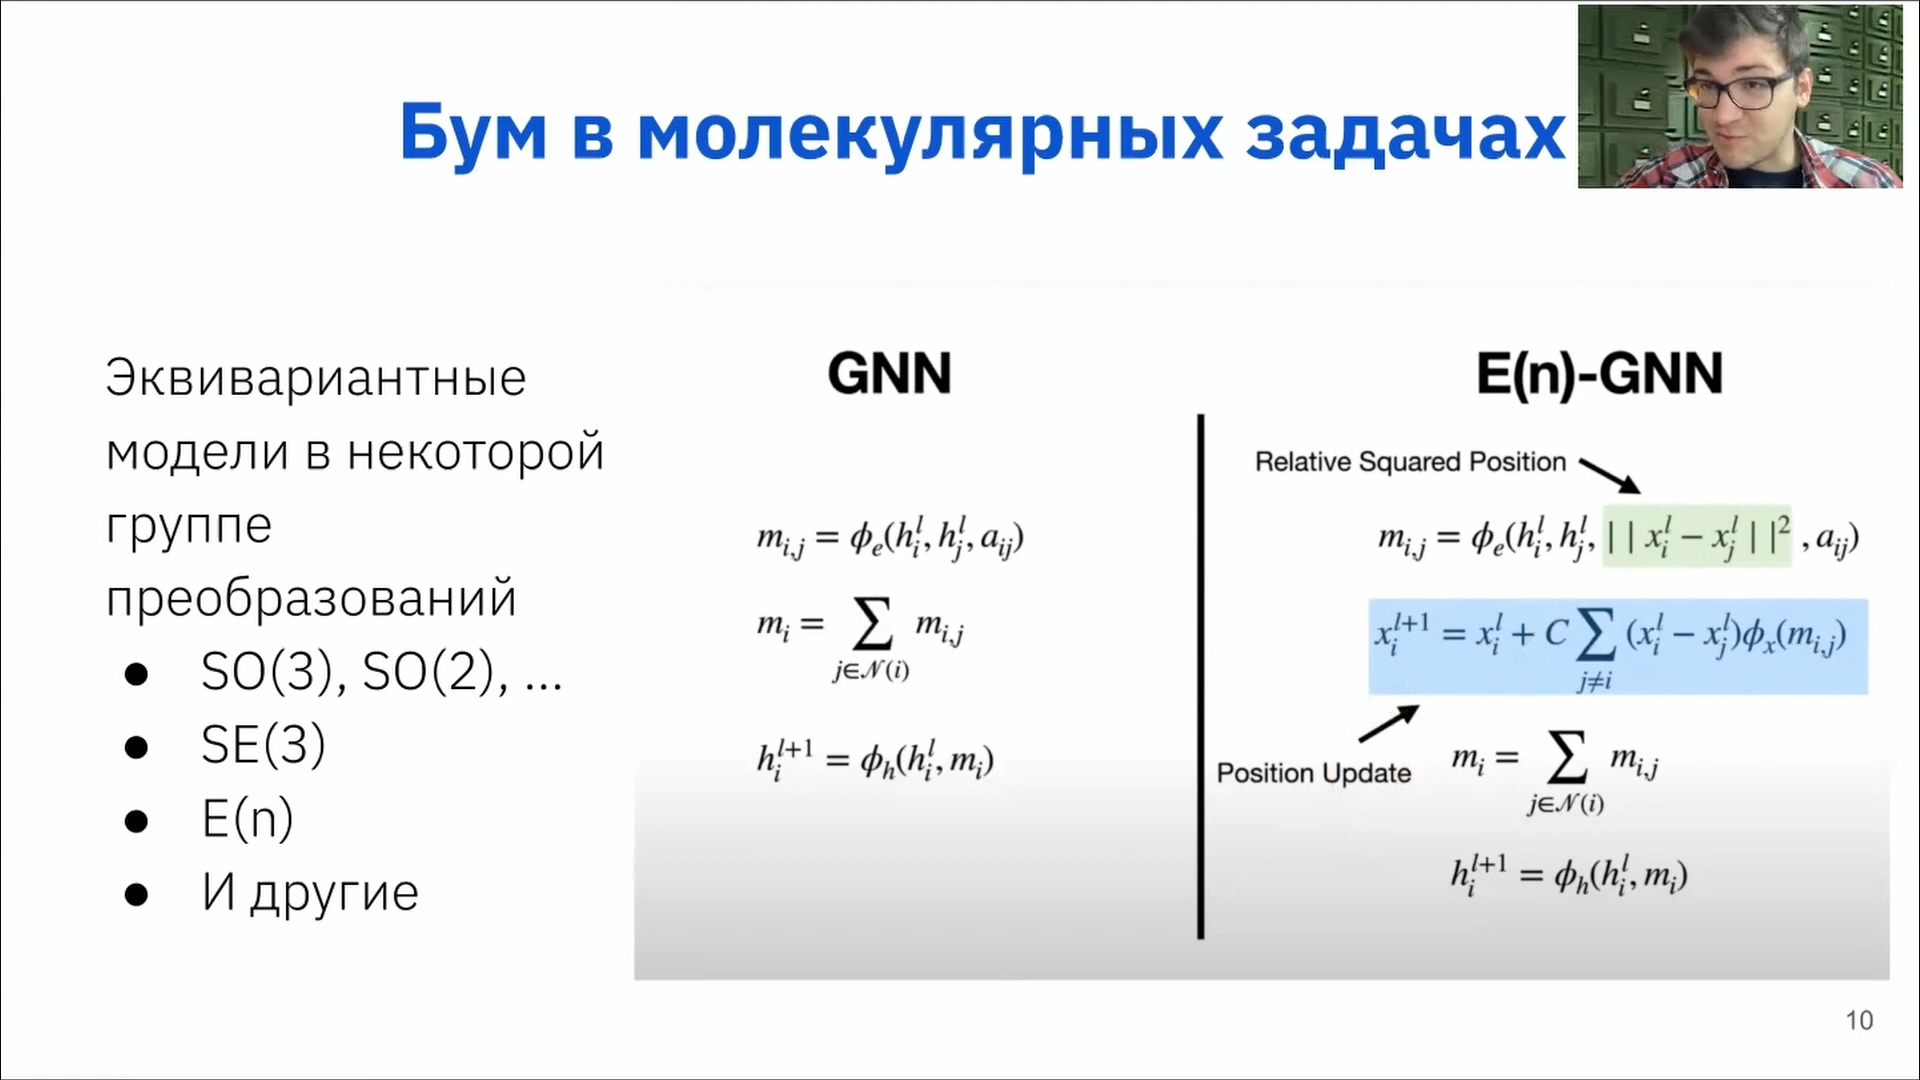 Бум в молекулярных задачах
Эквивариантные
модели в некоторой
группе
преобразований
● SO(3), SO(2), ...
● SE(3)
● E(n)
● И другие
GNN
m_{i,j} = ϕ_e(h_i^l, h_j^l, a_{ij})
m_i = ∑_{j∈𝒩(i)} m_{i,j}
h_i^{l+1} = ϕ_h(h_i^l, m_i)
E(n)-GNN
Relative Squared Position
m_{i,j} = ϕ_e(h_i^l, h_j^l, ||x_i^l − x_j^l||^2, a_{ij})
x_i^{l+1} = x_i^l + C ∑_{j≠i} (x_i^l − x_j^l)ϕ_x(m_{i,j})
Position Update
m_i = ∑_{j∈𝒩(i)} m_{i,j}
h_i^{l+1} = ϕ_h(h_i^l, m_i)
10